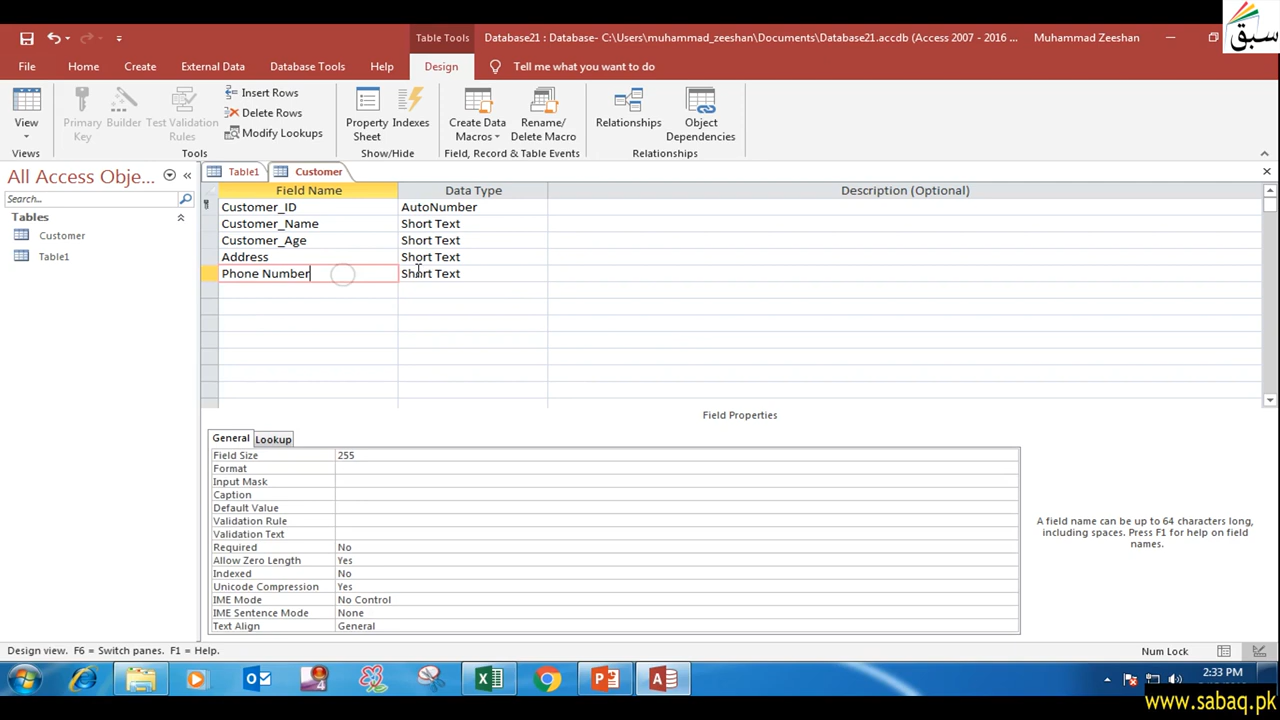 سبق
Table Tools
Database21 : Database- C:\Users\muhammad_zeeshan\Documents\Database21.accdb (Access 2007 - 2016 ...
Muhammad Zeeshan
File Home Create External Data Database Tools Help Design Tell me what you want to do
View
Views
Primary Key
Builder
Test Validation Rules
Insert Rows
Delete Rows
Modify Lookups
Tools
Property Sheet
Indexes
Show/Hide
Create Data Macros
Rename/ Delete Macro
Field, Record & Table Events
Relationships
Object Dependencies
Relationships
All Access Obje...
Search...
Tables
Customer
Table1
Table1 Customer
Field Name Data Type Description (Optional)
Customer_ID AutoNumber
Customer_Name Short Text
Customer_Age Short Text
Address Short Text
Phone Number Short Text
Field Properties
General Lookup
Field Size 255
Format
Input Mask
Caption
Default Value
Validation Rule
Validation Text
Required No
Allow Zero Length Yes
Indexed No
Unicode Compression Yes
IME Mode No Control
IME Sentence Mode None
Text Align General
A field name can be up to 64 characters long,
including spaces. Press F1 for help on field
names.
Design view. F6 = Switch panes. F1 = Help.
Num Lock
2:33 PM
www.sabaq.pk